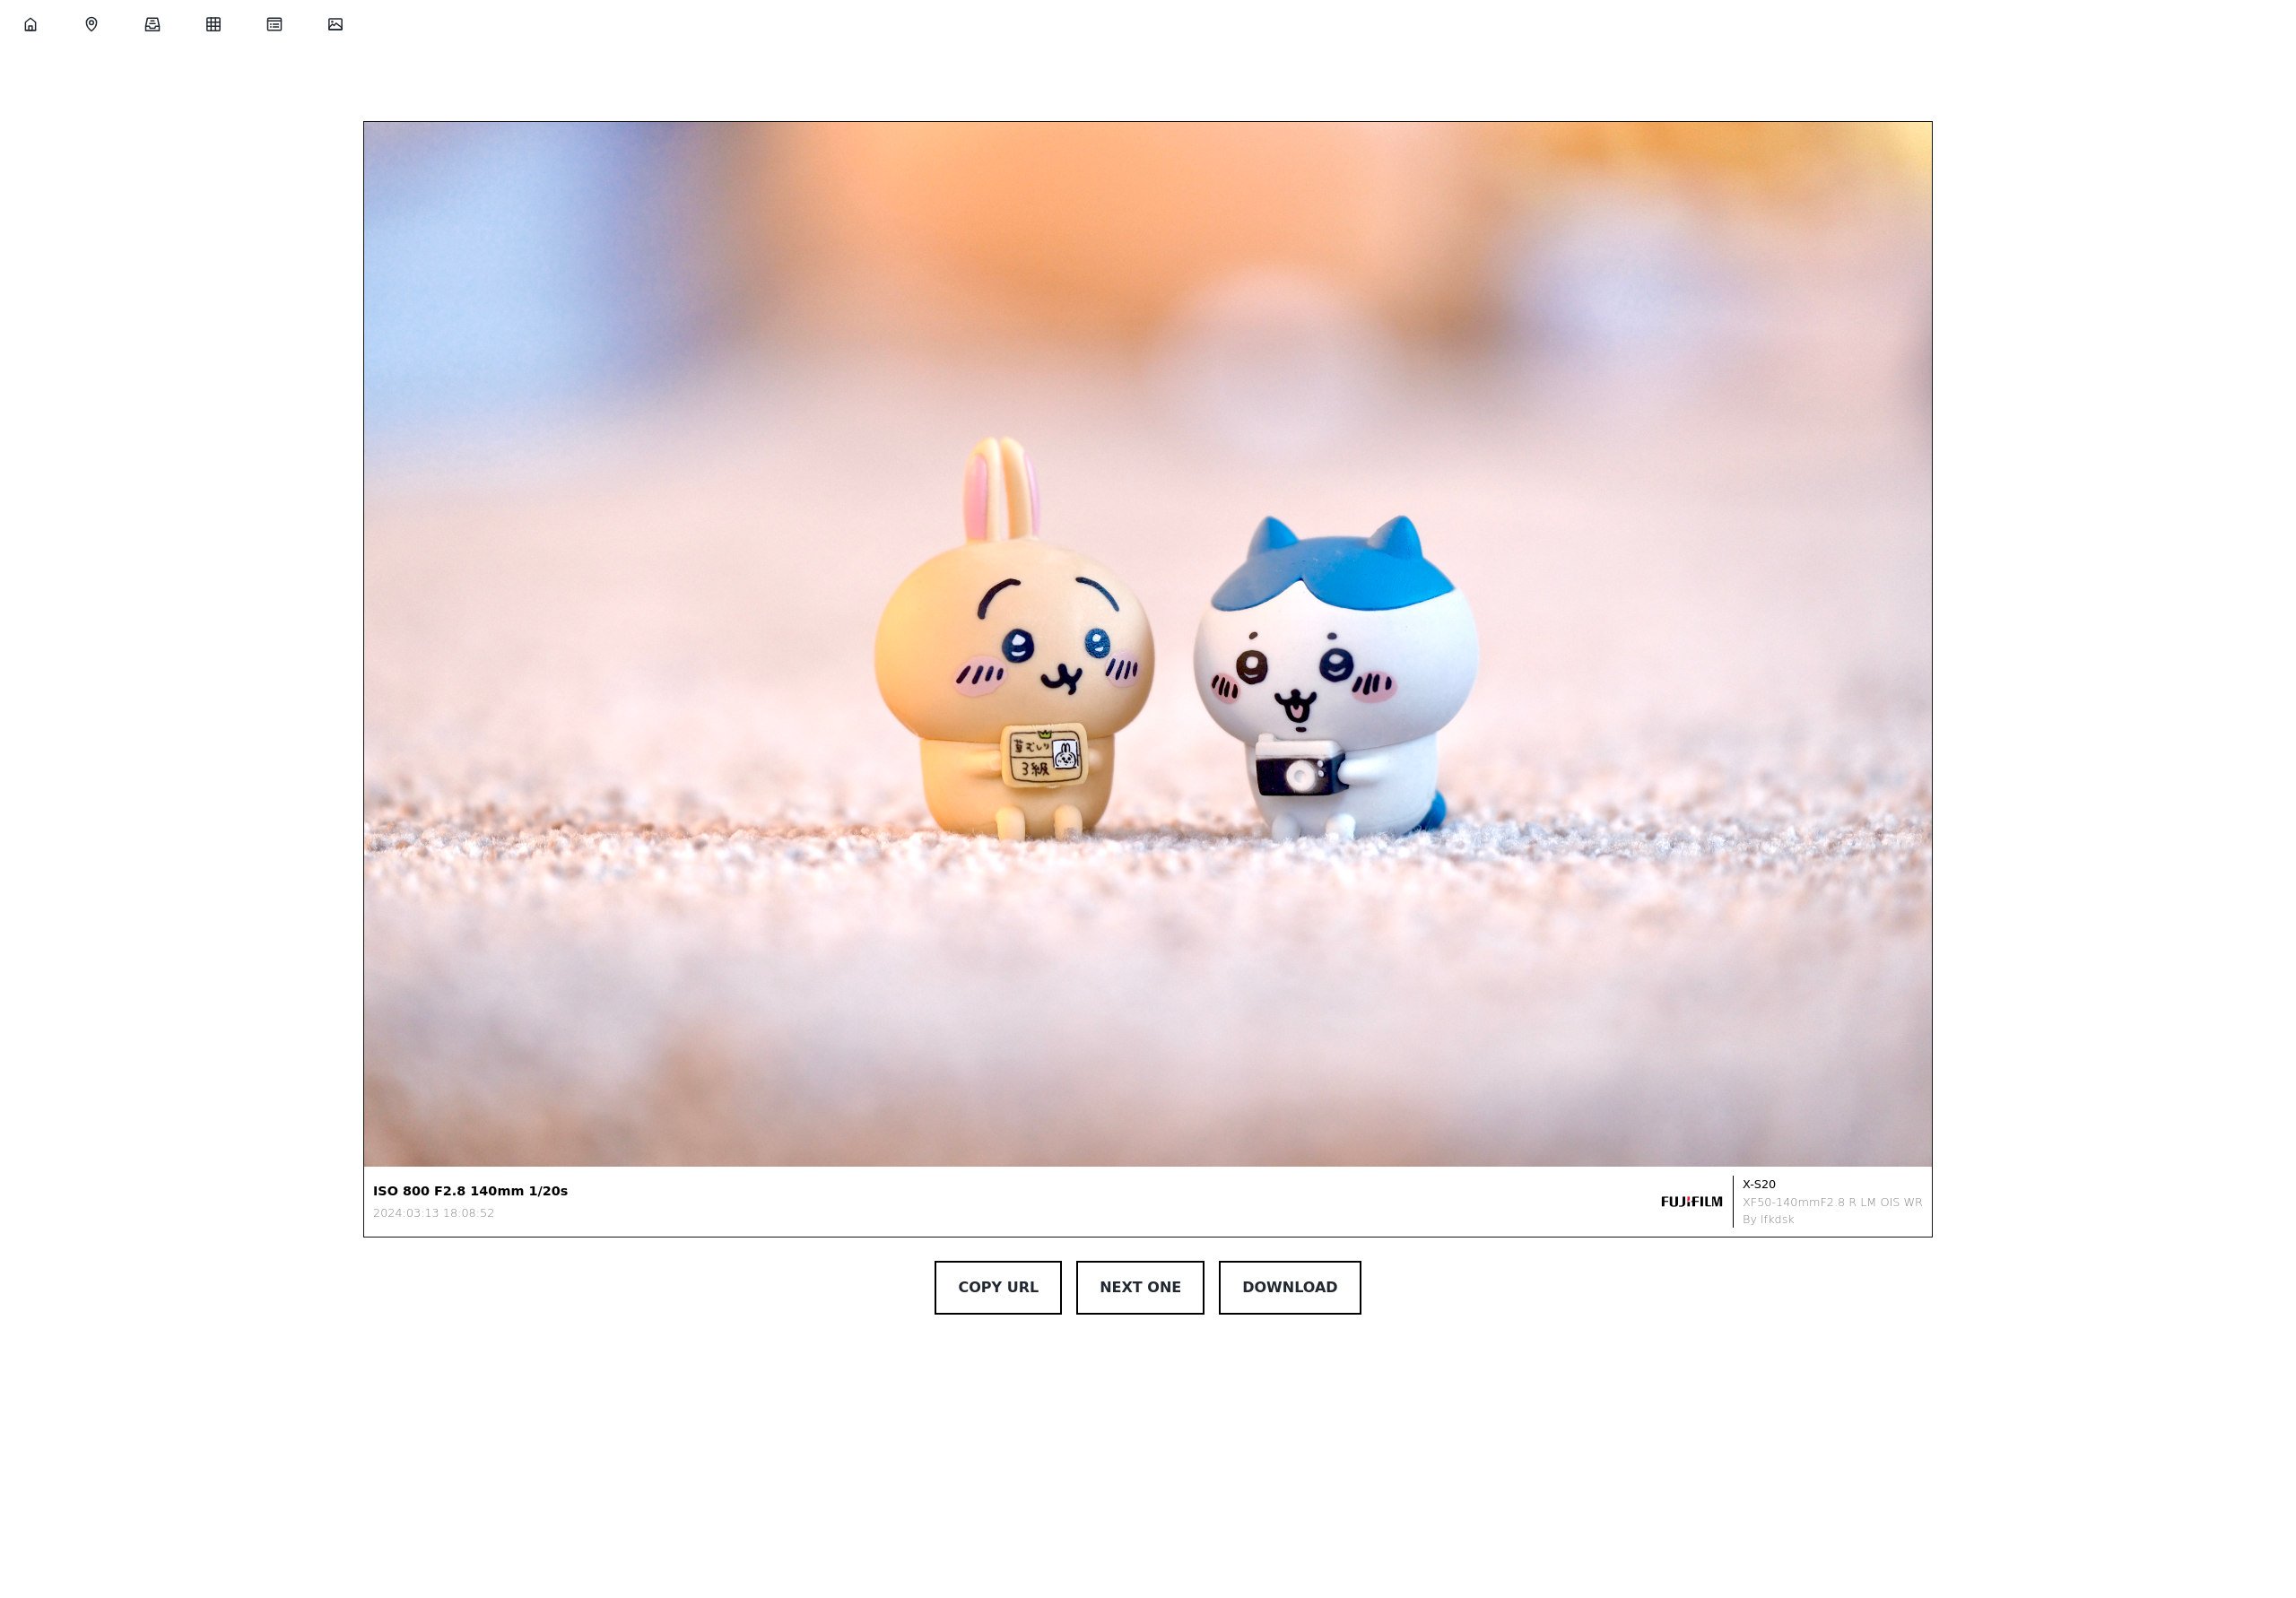 草むしり
3級
ISO 800 F2.8 140mm 1/20s
2024:03:13 18:08:52
FUJIFILM
X-S20
XF50-140mmF2.8 R LM OIS WR
By lfkdsk
COPY URL
NEXT ONE
DOWNLOAD